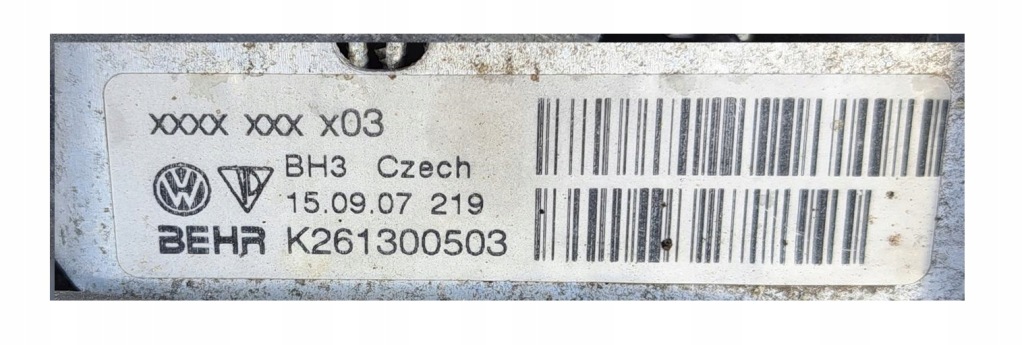 xxxx xxx x03
BH3 Czech
15.09.07 219
BEHR K261300503